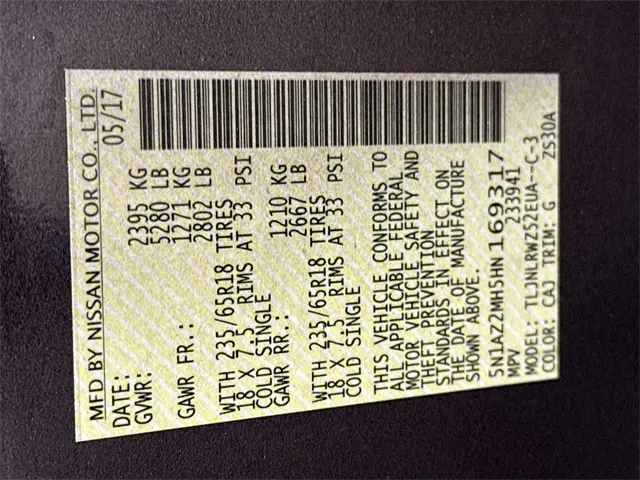 MFD BY NISSAN MOTOR CO., LTD.
DATE: 05/17
GVWR: 2395 KG
5280 LB
GAWR FR.: 1271 KG
2802 LB
WITH 235/65R18 TIRES
18 X 7.5 RIMS AT 33 PSI
COLD SINGLE
GAWR RR.: 1210 KG
2667 LB
WITH 235/65R18 TIRES
18 X 7.5 RIMS AT 33 PSI
COLD SINGLE
THIS VEHICLE CONFORMS TO
ALL APPLICABLE FEDERAL
MOTOR VEHICLE SAFETY AND
THEFT PREVENTION
STANDARDS IN EFFECT ON
THE DATE OF MANUFACTURE
SHOWN ABOVE.
5N1AZ2MH5HN169317
MPV 233941
MODEL: TLJNLRWZ52EUA--C-3
COLOR: CAJ TRIM: G ZS30A